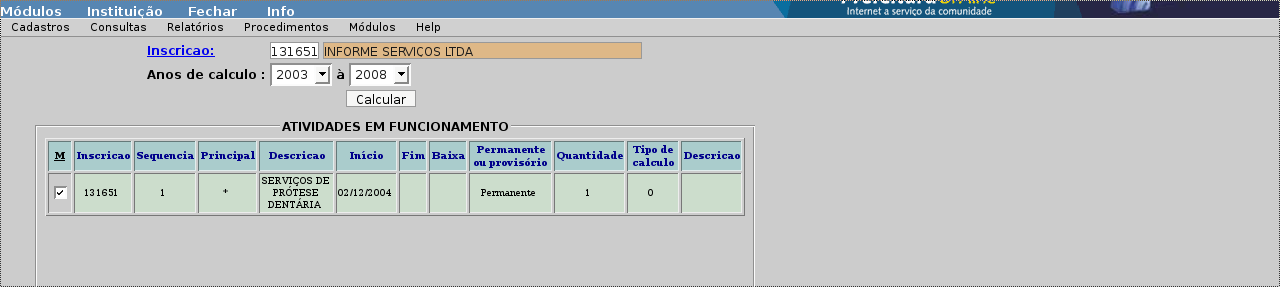 Módulos Instituição Fechar Info
Internet a serviço da comunidade
Cadastros Consultas Relatórios Procedimentos Módulos Help
Inscricao: 131651 INFORME SERVIÇOS LTDA
Anos de calculo : 2003 à 2008
Calcular
ATIVIDADES EM FUNCIONAMENTO
M Inscricao Sequencia Principal Descricao Início Fim Baixa Permanente ou provisório Quantidade Tipo de calculo Descricao
131651 1 * SERVIÇOS DE PRÓTESE DENTÁRIA 02/12/2004 Permanente 1 0